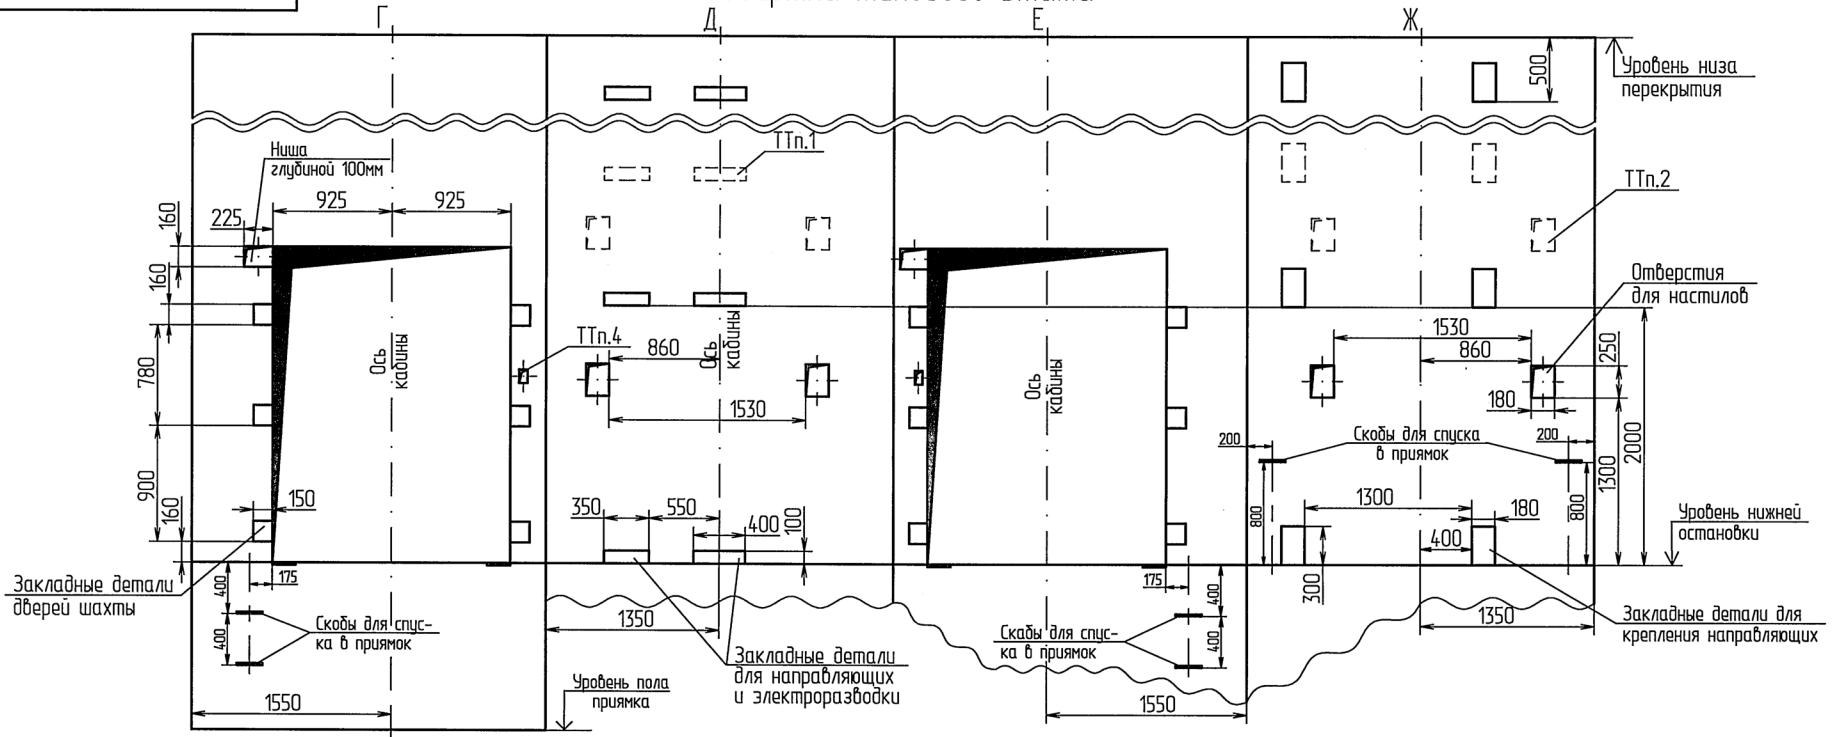 Г
Д
Е
Ж
Уровень низа
перекрытия
500
Ниша
глубиной 100мм
ТТп.1
ТТп.2
925
925
225
160
160
780
900
160
150
Ось
кабины
ТТп.4
860
Ось
кабины
1530
Ось
кабины
Отверстия
для настилов
1530
860
250
180
2000
1300
200
Скобы для спуска
в приямок
200
800
1300
180
800
400
300
350
550
400
100
Уровень нижней
остановки
Закладные детали
дверей шахты
175
400
400
Скобы для спус-
ка в приямок
1350
Закладные детали
для направляющих
и электроразводки
175
400
400
Скабы для спус-
ка в приямок
1350
Закладные детали для
крепления направляющих
Уровень пола
приямка
1550
1550